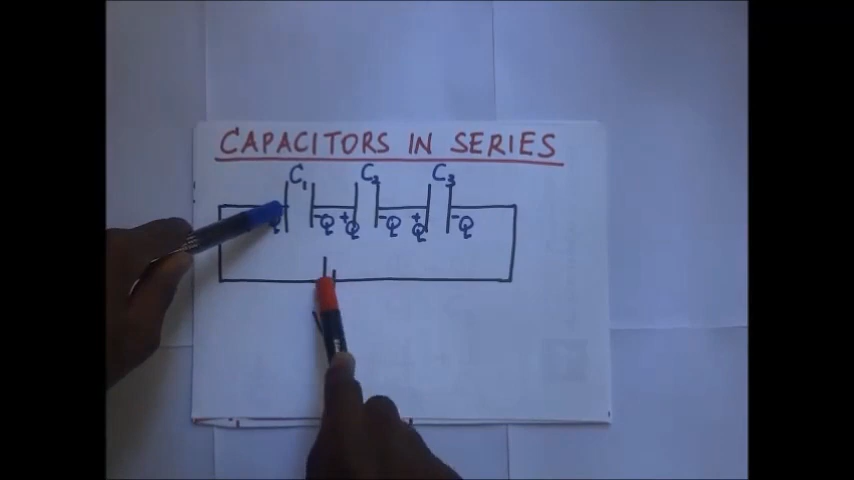 CAPACITORS IN SERIES
C₁ C₂ C₃
Q -Q +Q -Q +Q -Q